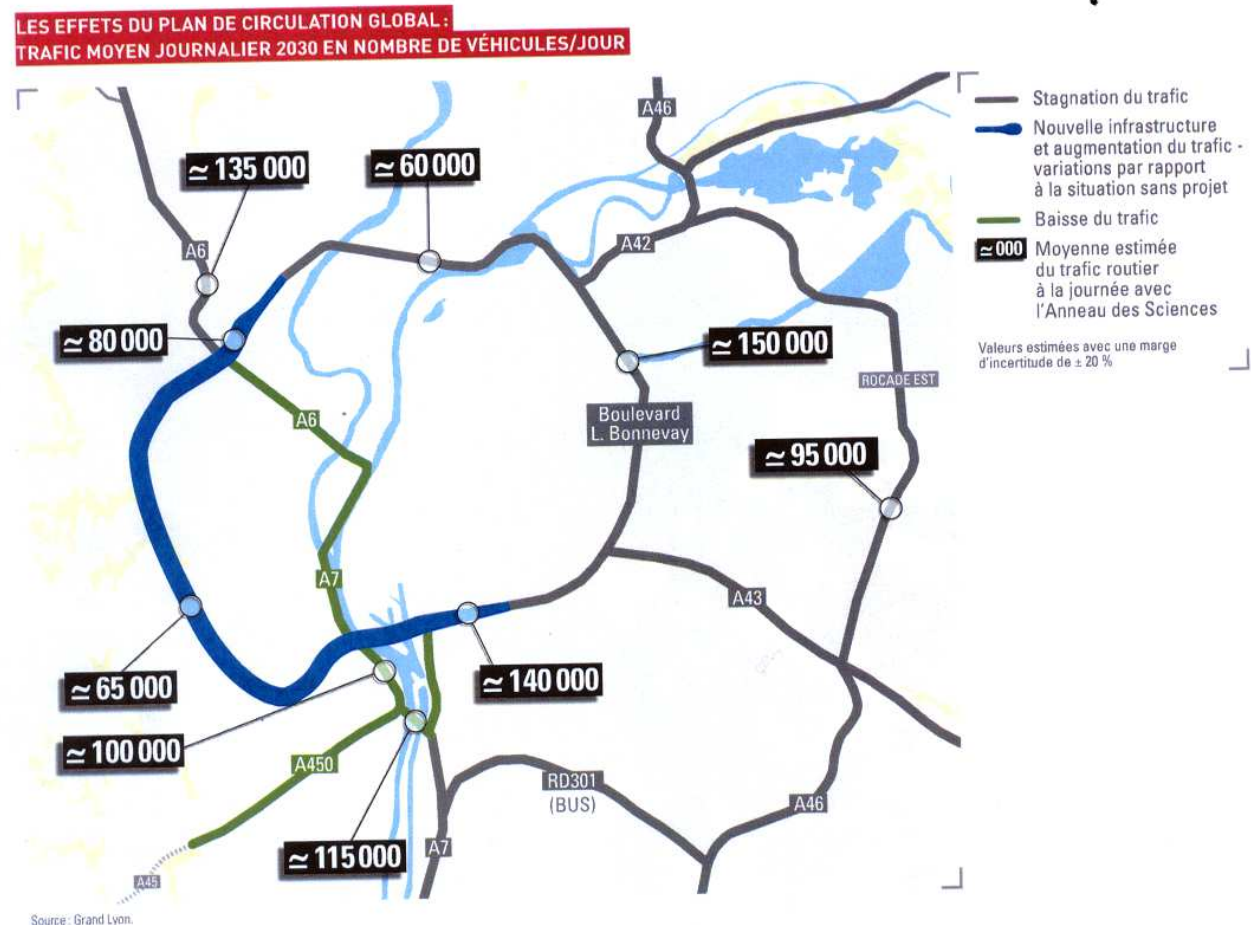 LES EFFETS DU PLAN DE CIRCULATION GLOBAL :
TRAFIC MOYEN JOURNALIER 2030 EN NOMBRE DE VÉHICULES/JOUR
A46
≃ 135 000
≃ 60 000
A6
A42
≃ 80 000
≃ 150 000
ROCADE EST
A6
Boulevard
L. Bonnevay
≃ 95 000
A7
A43
≃ 65 000
≃ 140 000
≃ 100 000
A450
RD301
(BUS)
A46
≃ 115 000
A7
A45
Stagnation du trafic
Nouvelle infrastructure
et augmentation du trafic -
variations par rapport
à la situation sans projet
Baisse du trafic
≃ 000
Moyenne estimée
du trafic routier
à la journée avec
l'Anneau des Sciences
Valeurs estimées avec une marge
d'incertitude de ± 20 %
Source : Grand Lyon.